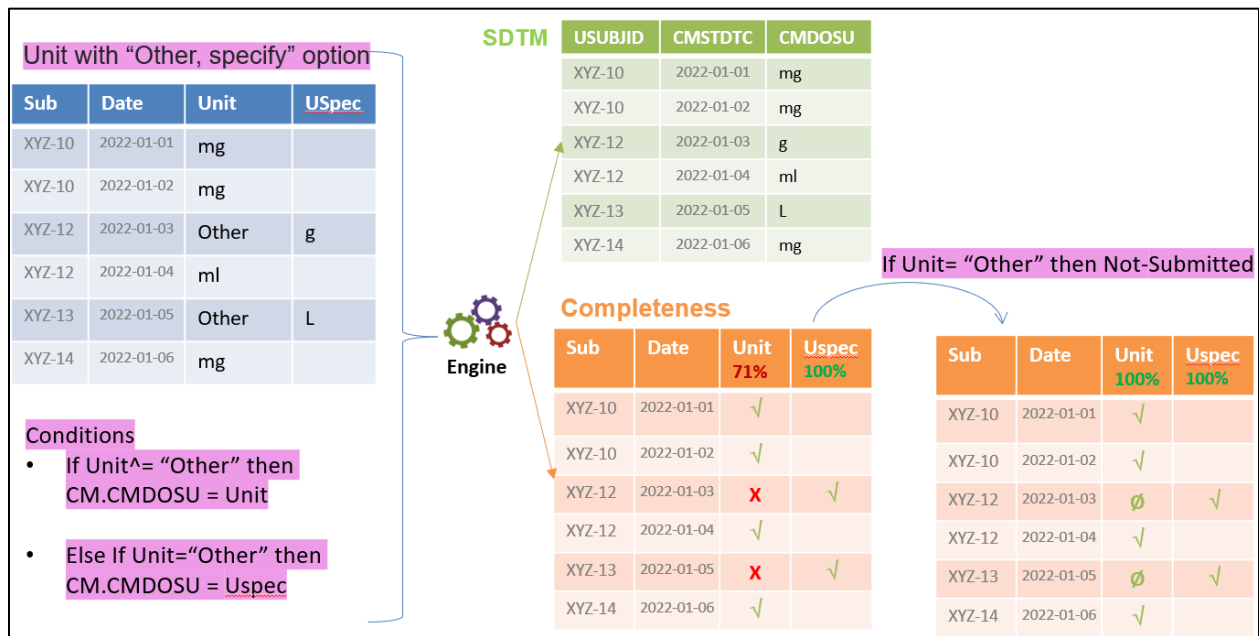 Unit with “Other, specify” option
Sub Date Unit USpec
XYZ-10 2022-01-01 mg
XYZ-10 2022-01-02 mg
XYZ-12 2022-01-03 Other g
XYZ-12 2022-01-04 ml
XYZ-13 2022-01-05 Other L
XYZ-14 2022-01-06 mg
Conditions
• If Unit^= “Other” then
CM.CMDOSU = Unit
• Else If Unit=“Other” then
CM.CMDOSU = Uspec
Engine
SDTM
USUBJID CMSTDTC CMDOSU
XYZ-10 2022-01-01 mg
XYZ-10 2022-01-02 mg
XYZ-12 2022-01-03 g
XYZ-12 2022-01-04 ml
XYZ-13 2022-01-05 L
XYZ-14 2022-01-06 mg
Completeness
Sub Date Unit Uspec
71% 100%
XYZ-10 2022-01-01 √
XYZ-10 2022-01-02 √
XYZ-12 2022-01-03 X √
XYZ-12 2022-01-04 √
XYZ-13 2022-01-05 X √
XYZ-14 2022-01-06 √
If Unit= “Other” then Not-Submitted
Sub Date Unit Uspec
100% 100%
XYZ-10 2022-01-01 √
XYZ-10 2022-01-02 √
XYZ-12 2022-01-03 ø √
XYZ-12 2022-01-04 √
XYZ-13 2022-01-05 ø √
XYZ-14 2022-01-06 √